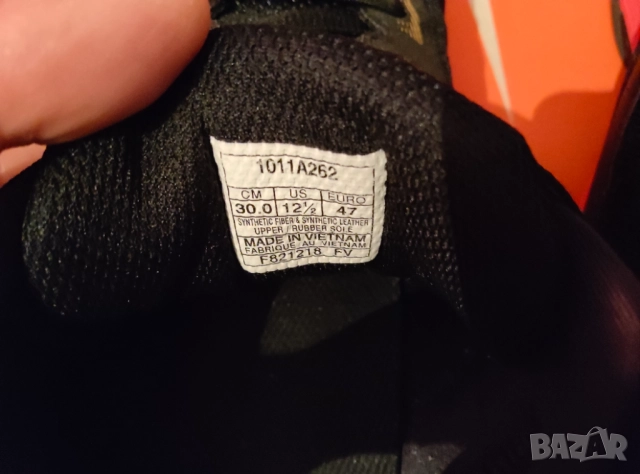 1011A262
CM US EURO
30.0 12½ 47
SYNTHETIC FIBER & SYNTHETIC LEATHER
UPPER / RUBBER SOLE
MADE IN VIETNAM
FABRIQUÉ AU VIETNAM
F821218 FV
BAZAR